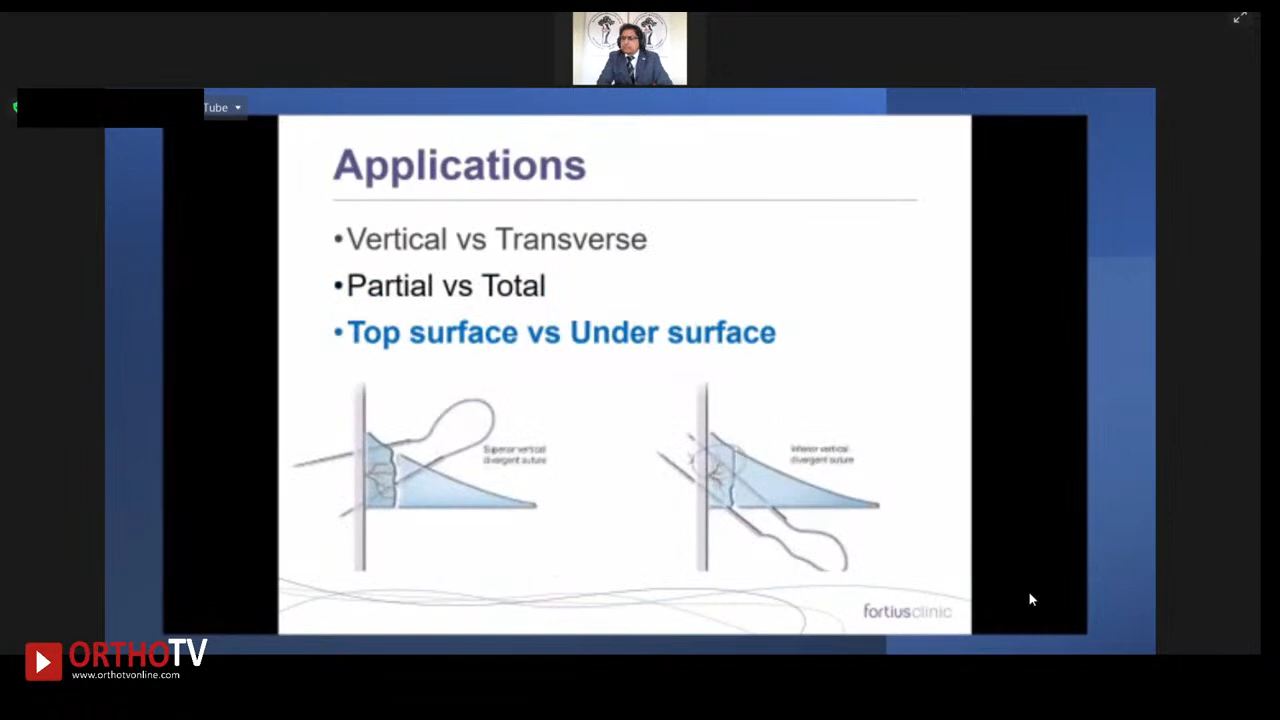 Tube
Applications
•Vertical vs Transverse
•Partial vs Total
•Top surface vs Under surface
Superior vertical
divergent suture
Inferior vertical
divergent suture
fortiusclinic
ORTHOTV
www.orthotvonline.com